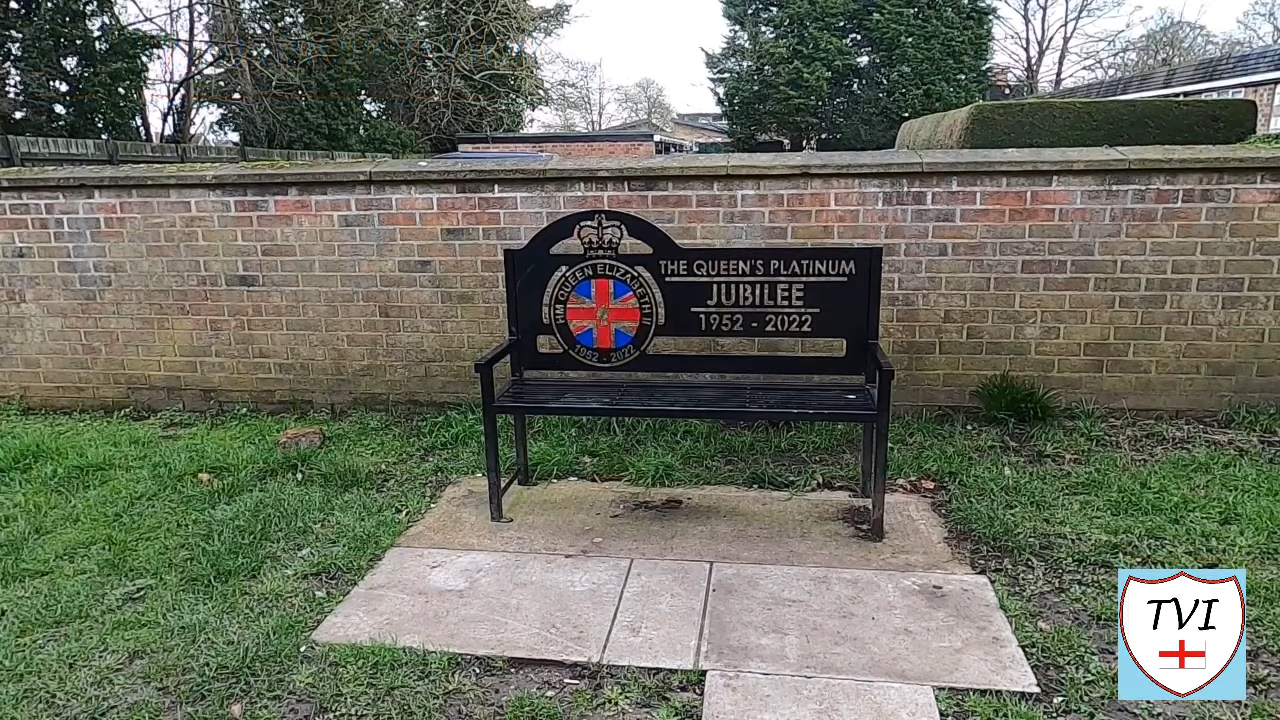 HM QUEEN ELIZABETH II
1952 - 2022
THE QUEEN'S PLATINUM
JUBILEE
1952 - 2022
TVI